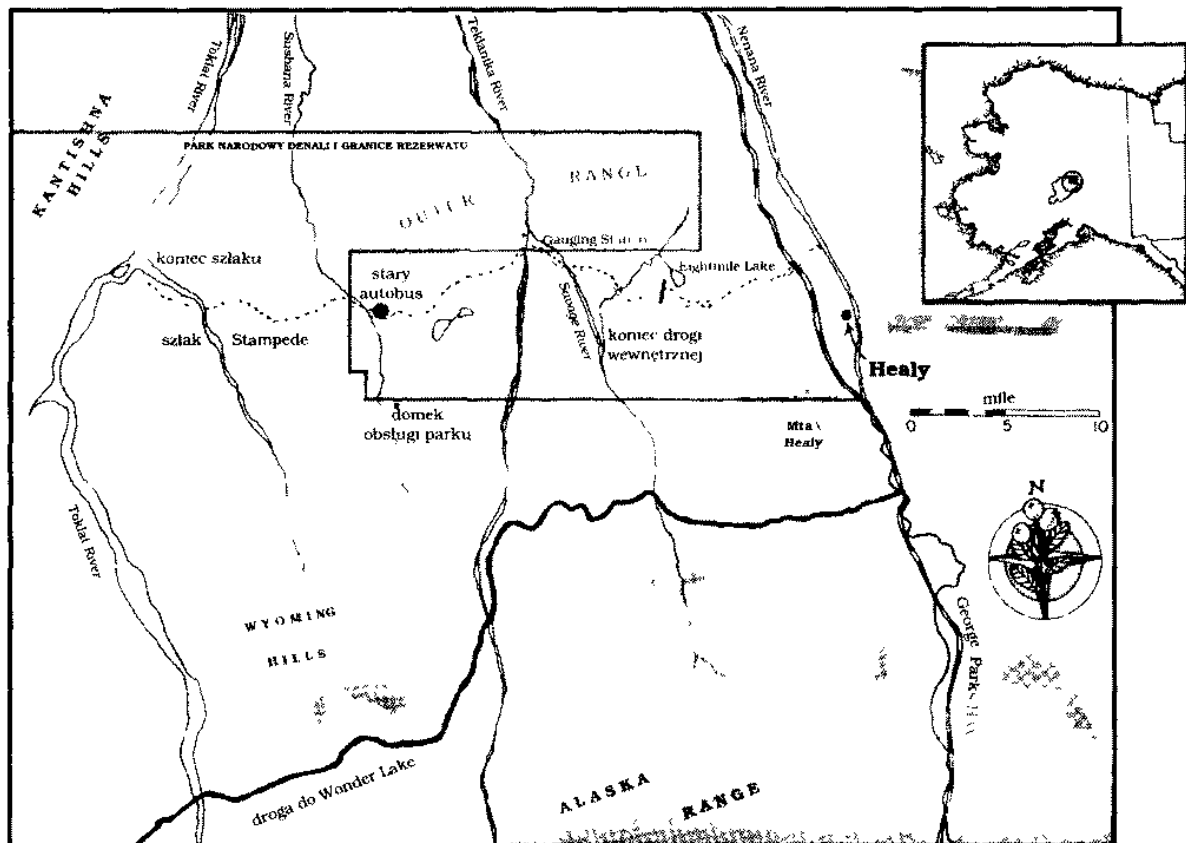 Toklat River
Sushana River
Teklanika River
Nenana River
KANTISHNA
HILLS
PARK NARODOWY DENALI I GRANICE REZERWATU
OUTER
RANGE
Gauging Station
koniec szlaku
stary
autobus
Eightmile Lake
Savage River
szlak Stampede
koniec drogi
wewnętrznej
Healy
mile
0 5 10
domek
obsługi parku
Healy
N
Toklat River
WYOMING
HILLS
George Parks
droga do Wonder Lake
ALASKA
RANGE